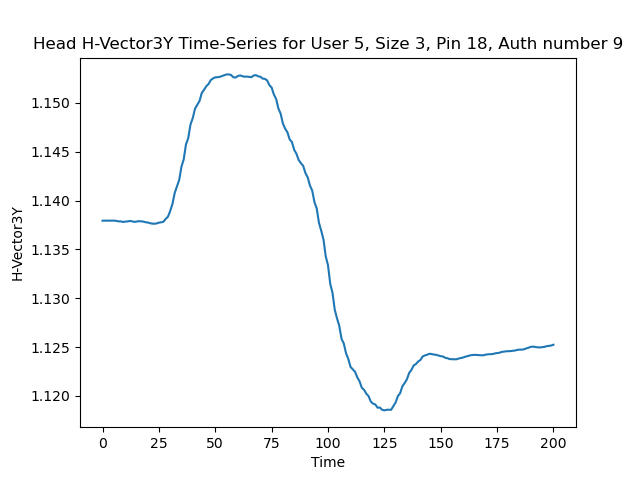 Head H-Vector3Y Time-Series for User 5, Size 3, Pin 18, Auth number 9
H-Vector3Y
1.150
1.145
1.140
1.135
1.130
1.125
1.120
0 25 50 75 100 125 150 175 200
Time